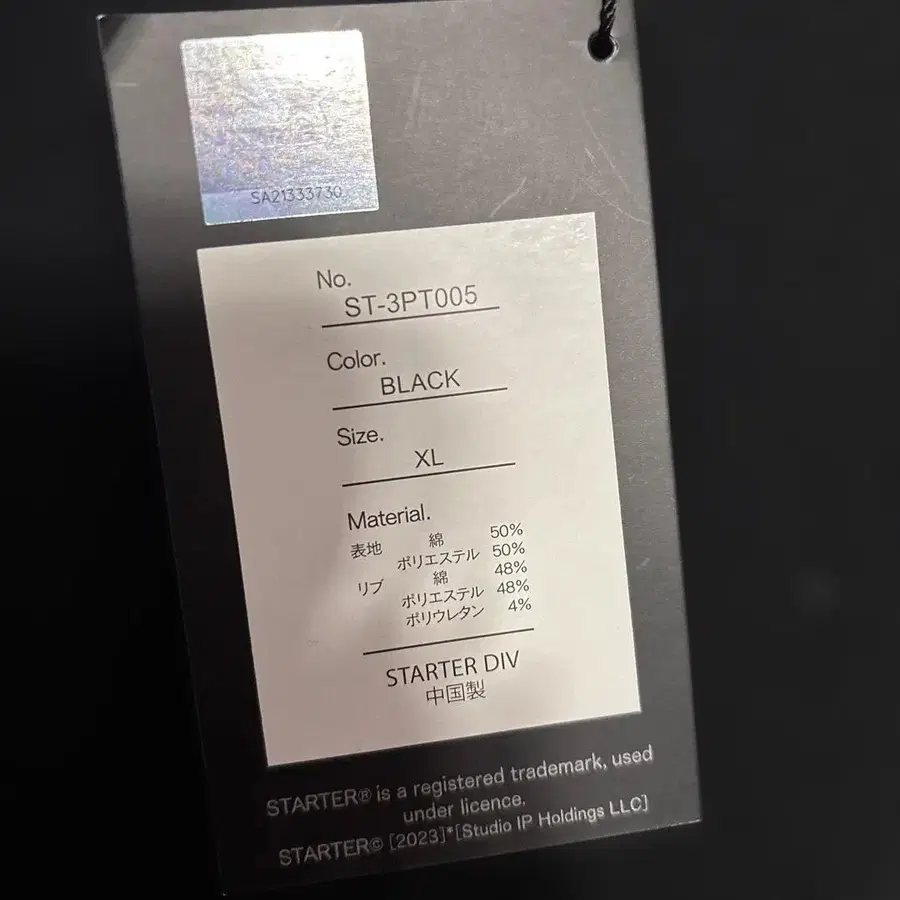 SA21333730
No.
ST-3PT005
Color.
BLACK
Size.
XL
Material.
表地 綿 50%
ポリエステル 50%
リブ 綿 48%
ポリエステル 48%
ポリウレタン 4%
STARTER DIV
中国製
STARTER® is a registered trademark, used
under licence.
STARTER© [2023]*[Studio IP Holdings LLC]